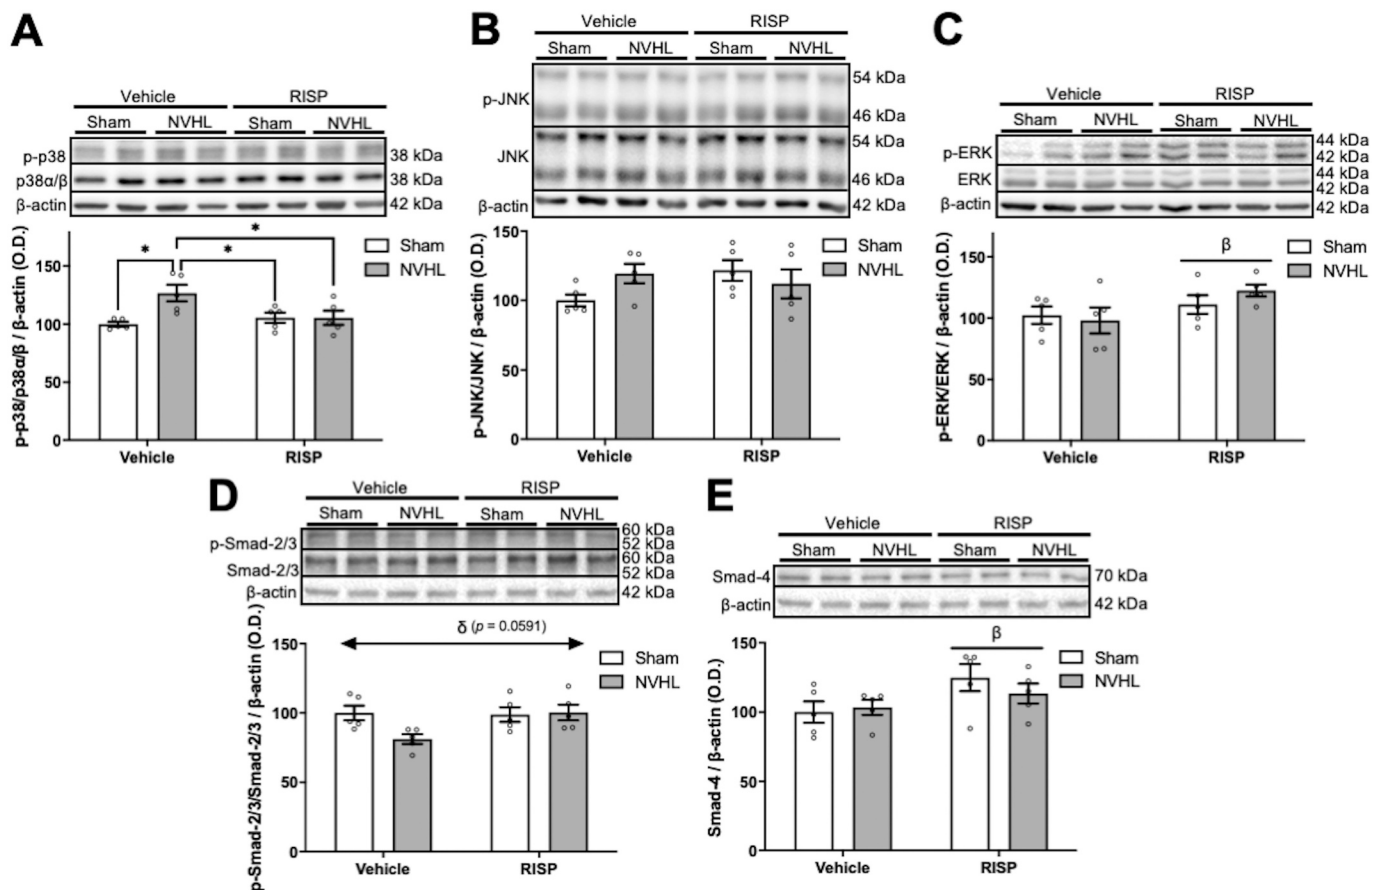 A
Vehicle RISP
Sham NVHL Sham NVHL
p-p38 38 kDa
p38α/β 38 kDa
β-actin 42 kDa
p-p38/p38α/β / β-actin (O.D.)
150
100
50
0
* * *
Sham
NVHL
Vehicle RISP
B
Vehicle RISP
Sham NVHL Sham NVHL
p-JNK 54 kDa
46 kDa
JNK 54 kDa
46 kDa
β-actin 42 kDa
p-JNK/JNK / β-actin (O.D.)
150
100
50
0
Sham
NVHL
Vehicle RISP
C
Vehicle RISP
Sham NVHL Sham NVHL
p-ERK 44 kDa
42 kDa
ERK 44 kDa
42 kDa
β-actin 42 kDa
p-ERK/ERK / β-actin (O.D.)
150
100
50
0
β
Sham
NVHL
Vehicle RISP
D
Vehicle RISP
Sham NVHL Sham NVHL
p-Smad-2/3 60 kDa
52 kDa
Smad-2/3 60 kDa
52 kDa
β-actin 42 kDa
p-Smad-2/3/Smad-2/3 / β-actin (O.D.)
150
100
50
0
δ (p = 0.0591)
Sham
NVHL
Vehicle RISP
E
Vehicle RISP
Sham NVHL Sham NVHL
Smad-4 70 kDa
β-actin 42 kDa
Smad-4 / β-actin (O.D.)
150
100
50
0
β
Sham
NVHL
Vehicle RISP